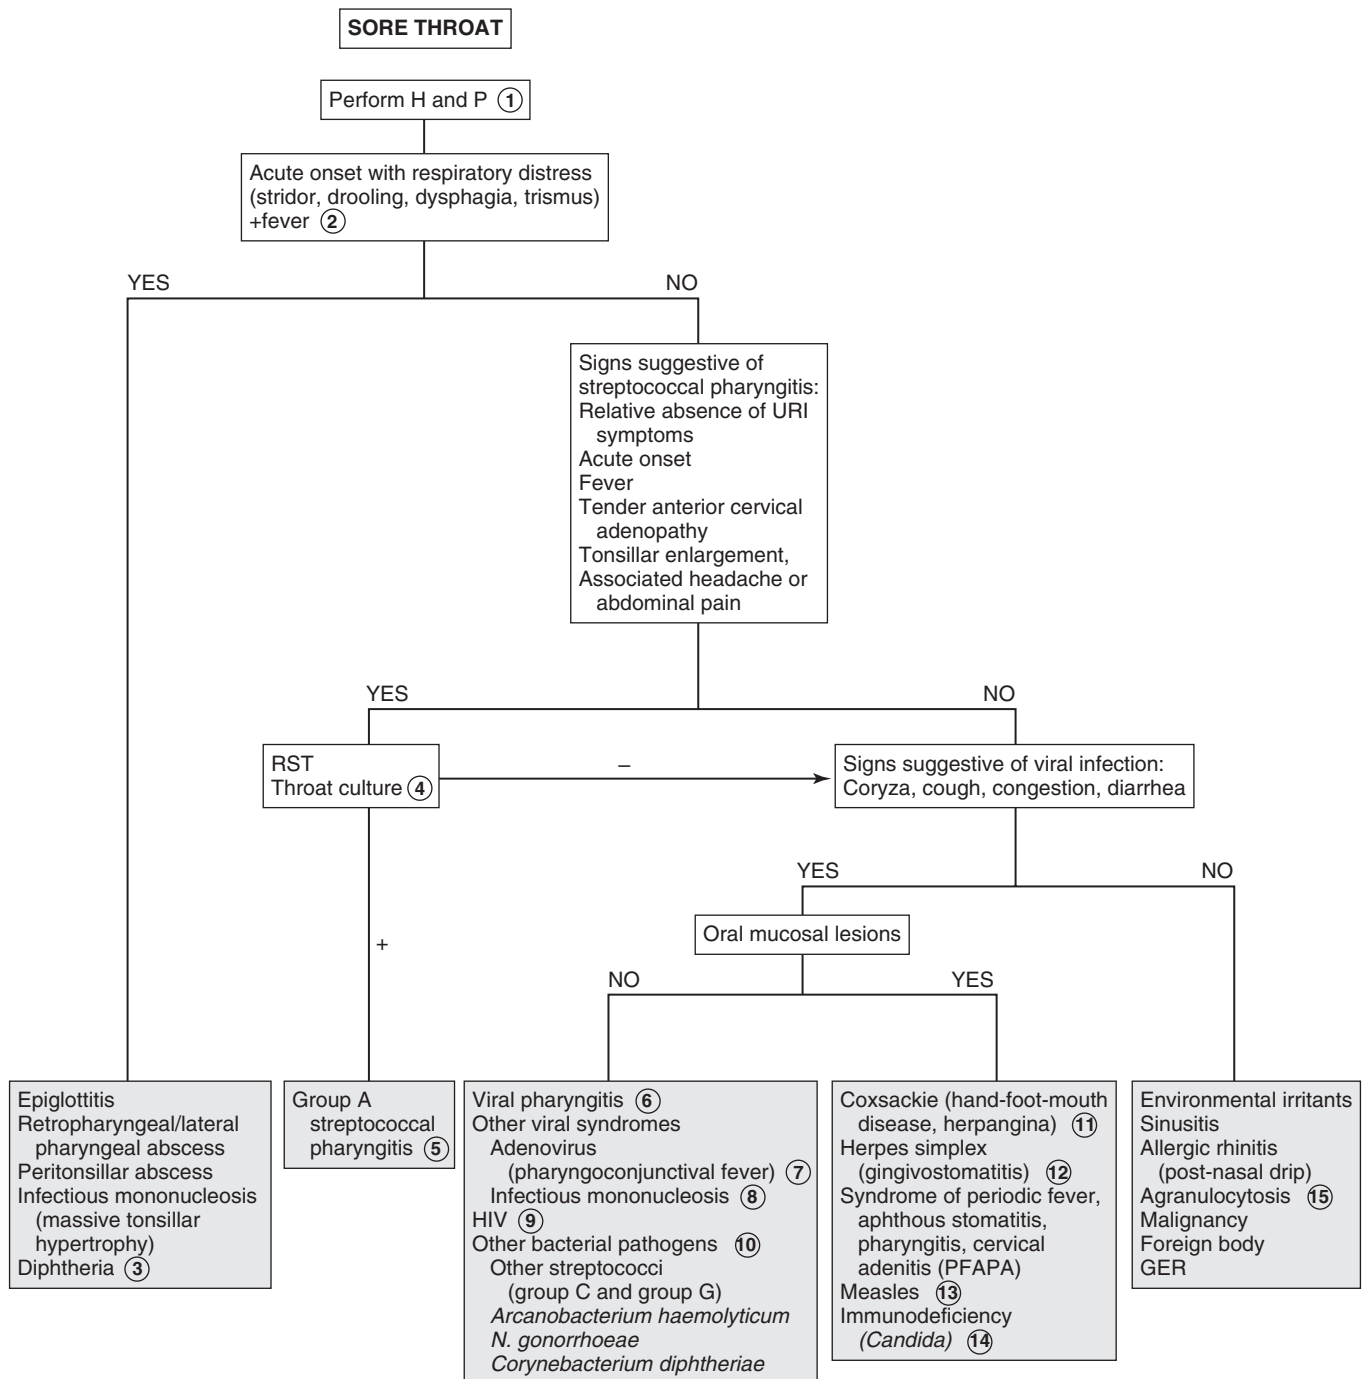 SORE THROAT
Perform H and P ①
Acute onset with respiratory distress
(stridor, drooling, dysphagia, trismus)
+fever ②
YES
NO
Signs suggestive of
streptococcal pharyngitis:
Relative absence of URI
symptoms
Acute onset
Fever
Tender anterior cervical
adenopathy
Tonsillar enlargement,
Associated headache or
abdominal pain
YES
NO
RST
Throat culture ④
–
Signs suggestive of viral infection:
Coryza, cough, congestion, diarrhea
YES
NO
+
Oral mucosal lesions
NO
YES
Epiglottitis
Retropharyngeal/lateral
pharyngeal abscess
Peritonsillar abscess
Infectious mononucleosis
(massive tonsillar
hypertrophy)
Diphtheria ③
Group A
streptococcal
pharyngitis ⑤
Viral pharyngitis ⑥
Other viral syndromes
Adenovirus
(pharyngoconjunctival fever) ⑦
Infectious mononucleosis ⑧
HIV ⑨
Other bacterial pathogens ⑩
Other streptococci
(group C and group G)
Arcanobacterium haemolyticum
N. gonorrhoeae
Corynebacterium diphtheriae
Coxsackie (hand-foot-mouth
disease, herpangina) ⑪
Herpes simplex
(gingivostomatitis) ⑫
Syndrome of periodic fever,
aphthous stomatitis,
pharyngitis, cervical
adenitis (PFAPA)
Measles ⑬
Immunodeficiency
(Candida) ⑭
Environmental irritants
Sinusitis
Allergic rhinitis
(post-nasal drip)
Agranulocytosis ⑮
Malignancy
Foreign body
GER